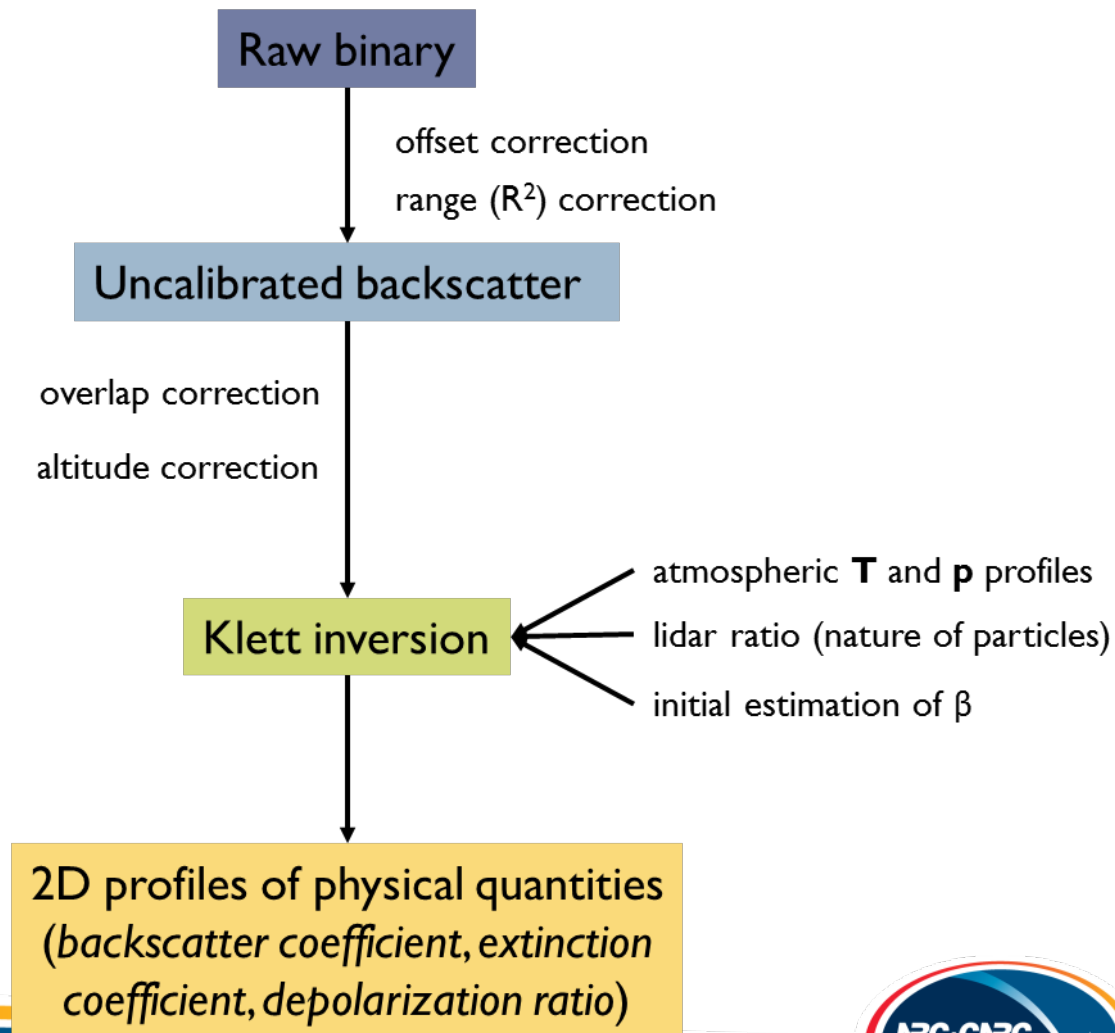 Raw binary
offset correction
range (R²) correction
Uncalibrated backscatter
overlap correction
altitude correction
atmospheric T and p profiles
Klett inversion
lidar ratio (nature of particles)
initial estimation of β
2D profiles of physical quantities
(backscatter coefficient, extinction
coefficient, depolarization ratio)